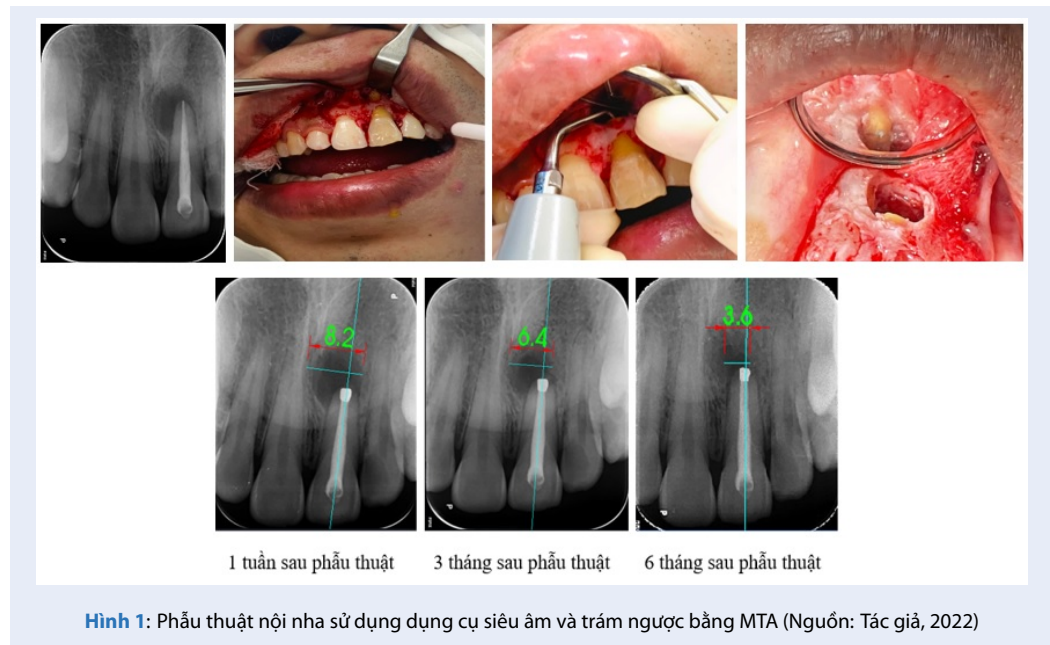 8.2
6.4
3.6
1 tuần sau phẫu thuật
3 tháng sau phẫu thuật
6 tháng sau phẫu thuật
Hình 1: Phẫu thuật nội nha sử dụng dụng cụ siêu âm và trám ngược bằng MTA (Nguồn: Tác giả, 2022)